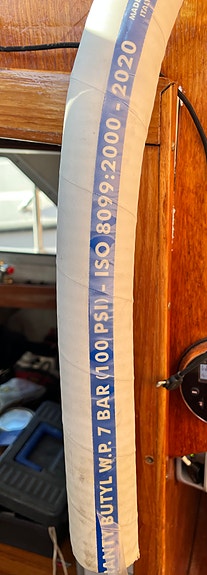 BUTYL W.P. 7 BAR (100 PSI) - ISO 8099:2000 - 2020
MADE
ITALY